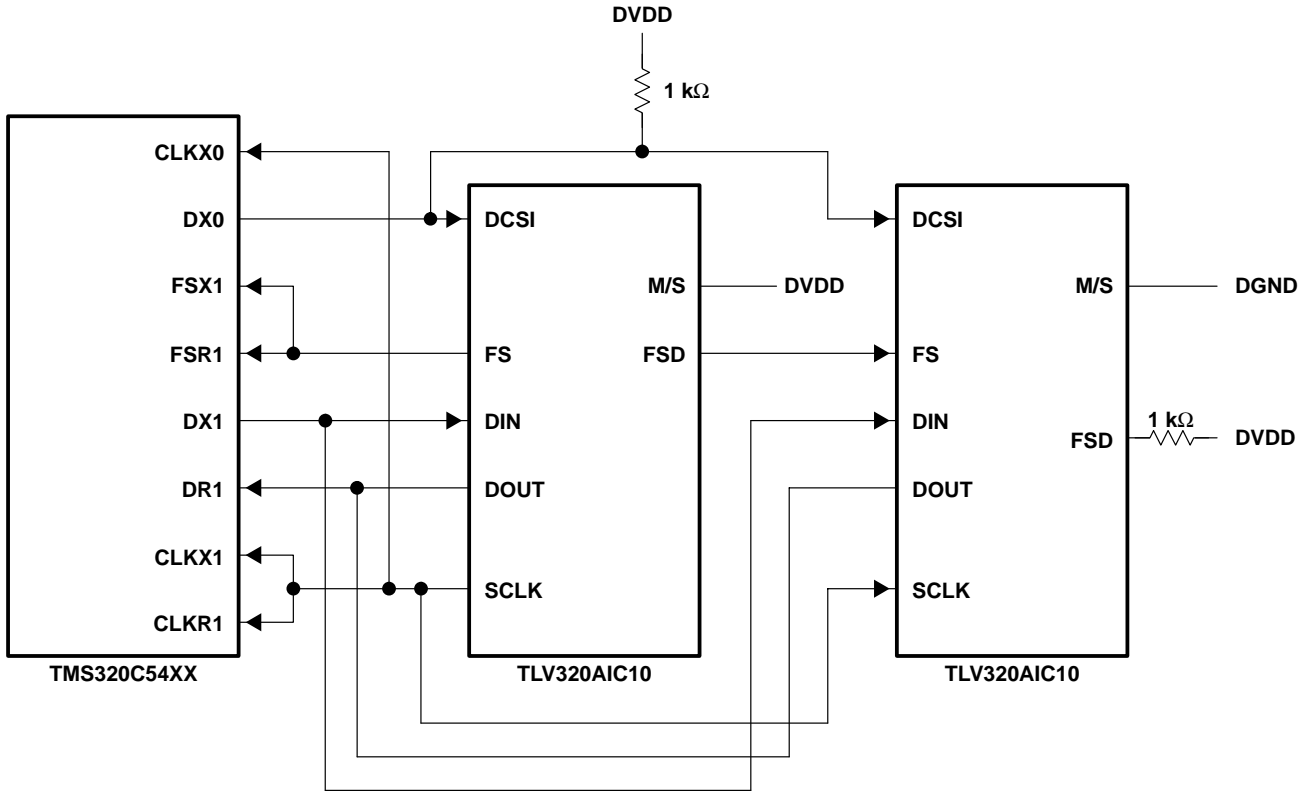 DVDD
1 kΩ
CLKX0
DX0
FSX1
FSR1
DX1
DR1
CLKX1
CLKR1
TMS320C54XX
DCSI
M/S
DVDD
FS
FSD
DIN
DOUT
SCLK
TLV320AIC10
DCSI
M/S
DGND
FS
DIN
FSD
1 kΩ
DVDD
DOUT
SCLK
TLV320AIC10